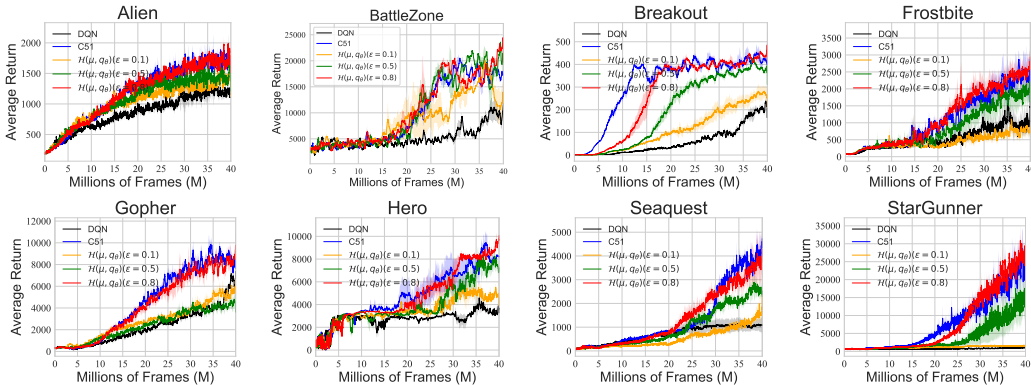 Alien
Average Return
2000
1500
1000
500
0 5 10 15 20 25 30 35 40
Millions of Frames (M)
DQN
C51
ℋ(μ, qθ)(ε = 0.1)
ℋ(μ, qθ)(ε = 0.5)
ℋ(μ, qθ)(ε = 0.8)
BattleZone
Average Return
25000
20000
15000
10000
5000
0 5 10 15 20 25 30 35 40
Millions of Frames (M)
DQN
C51
ℋ(μ, qθ)(ε = 0.1)
ℋ(μ, qθ)(ε = 0.5)
ℋ(μ, qθ)(ε = 0.8)
Breakout
Average Return
500
400
300
200
100
0
0 5 10 15 20 25 30 35 40
Millions of Frames (M)
DQN
C51
ℋ(μ, qθ)(ε = 0.1)
ℋ(μ, qθ)(ε = 0.5)
ℋ(μ, qθ)(ε = 0.8)
Frostbite
Average Return
3500
3000
2500
2000
1500
1000
500
0
0 5 10 15 20 25 30 35 40
Millions of Frames (M)
DQN
C51
ℋ(μ, qθ)(ε = 0.1)
ℋ(μ, qθ)(ε = 0.5)
ℋ(μ, qθ)(ε = 0.8)
Gopher
Average Return
12000
10000
8000
6000
4000
2000
0
0 5 10 15 20 25 30 35 40
Millions of Frames (M)
DQN
C51
ℋ(μ, qθ)(ε = 0.1)
ℋ(μ, qθ)(ε = 0.5)
ℋ(μ, qθ)(ε = 0.8)
Hero
Average Return
10000
8000
6000
4000
2000
0
0 5 10 15 20 25 30 35 40
Millions of Frames (M)
DQN
C51
ℋ(μ, qθ)(ε = 0.1)
ℋ(μ, qθ)(ε = 0.5)
ℋ(μ, qθ)(ε = 0.8)
Seaquest
Average Return
5000
4000
3000
2000
1000
0
0 5 10 15 20 25 30 35 40
Millions of Frames (M)
DQN
C51
ℋ(μ, qθ)(ε = 0.1)
ℋ(μ, qθ)(ε = 0.5)
ℋ(μ, qθ)(ε = 0.8)
StarGunner
Average Return
35000
30000
25000
20000
15000
10000
5000
0
0 5 10 15 20 25 30 35 40
Millions of Frames (M)
DQN
C51
ℋ(μ, qθ)(ε = 0.1)
ℋ(μ, qθ)(ε = 0.5)
ℋ(μ, qθ)(ε = 0.8)